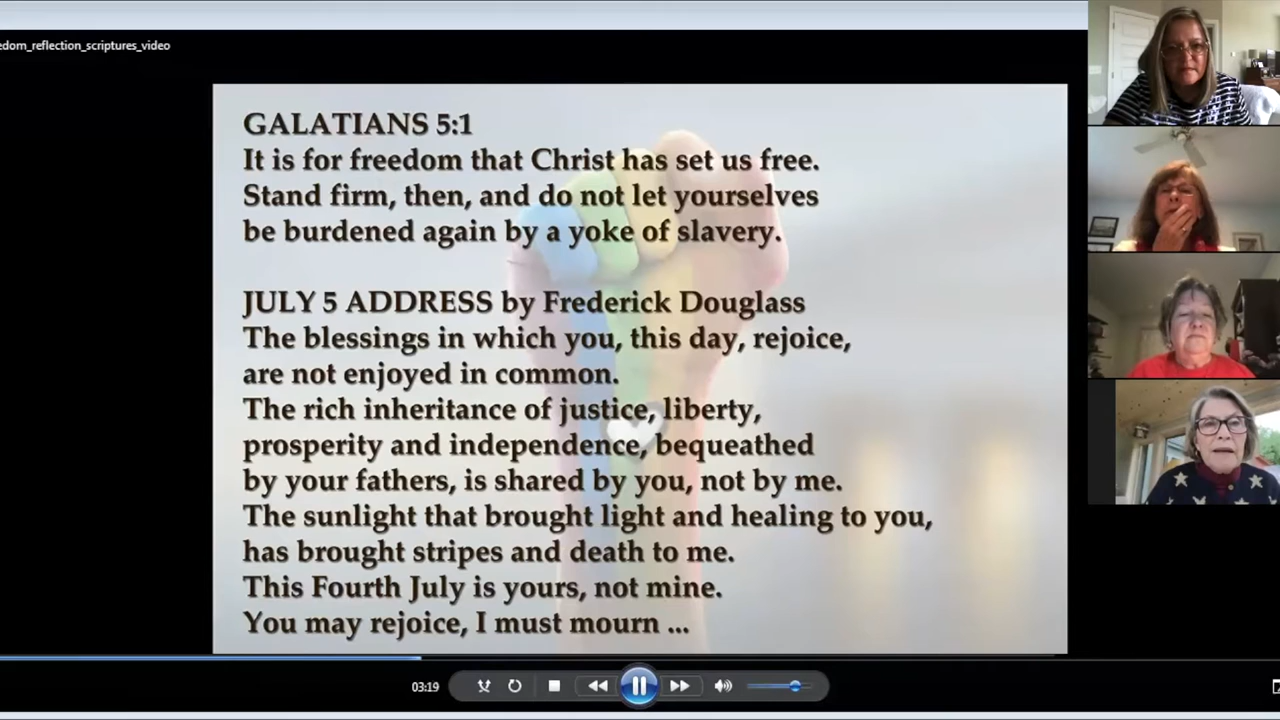 edom_reflection_scriptures_video
GALATIANS 5:1
It is for freedom that Christ has set us free.
Stand firm, then, and do not let yourselves
be burdened again by a yoke of slavery.
JULY 5 ADDRESS by Frederick Douglass
The blessings in which you, this day, rejoice,
are not enjoyed in common.
The rich inheritance of justice, liberty,
prosperity and independence, bequeathed
by your fathers, is shared by you, not by me.
The sunlight that brought light and healing to you,
has brought stripes and death to me.
This Fourth July is yours, not mine.
You may rejoice, I must mourn ...
03:19